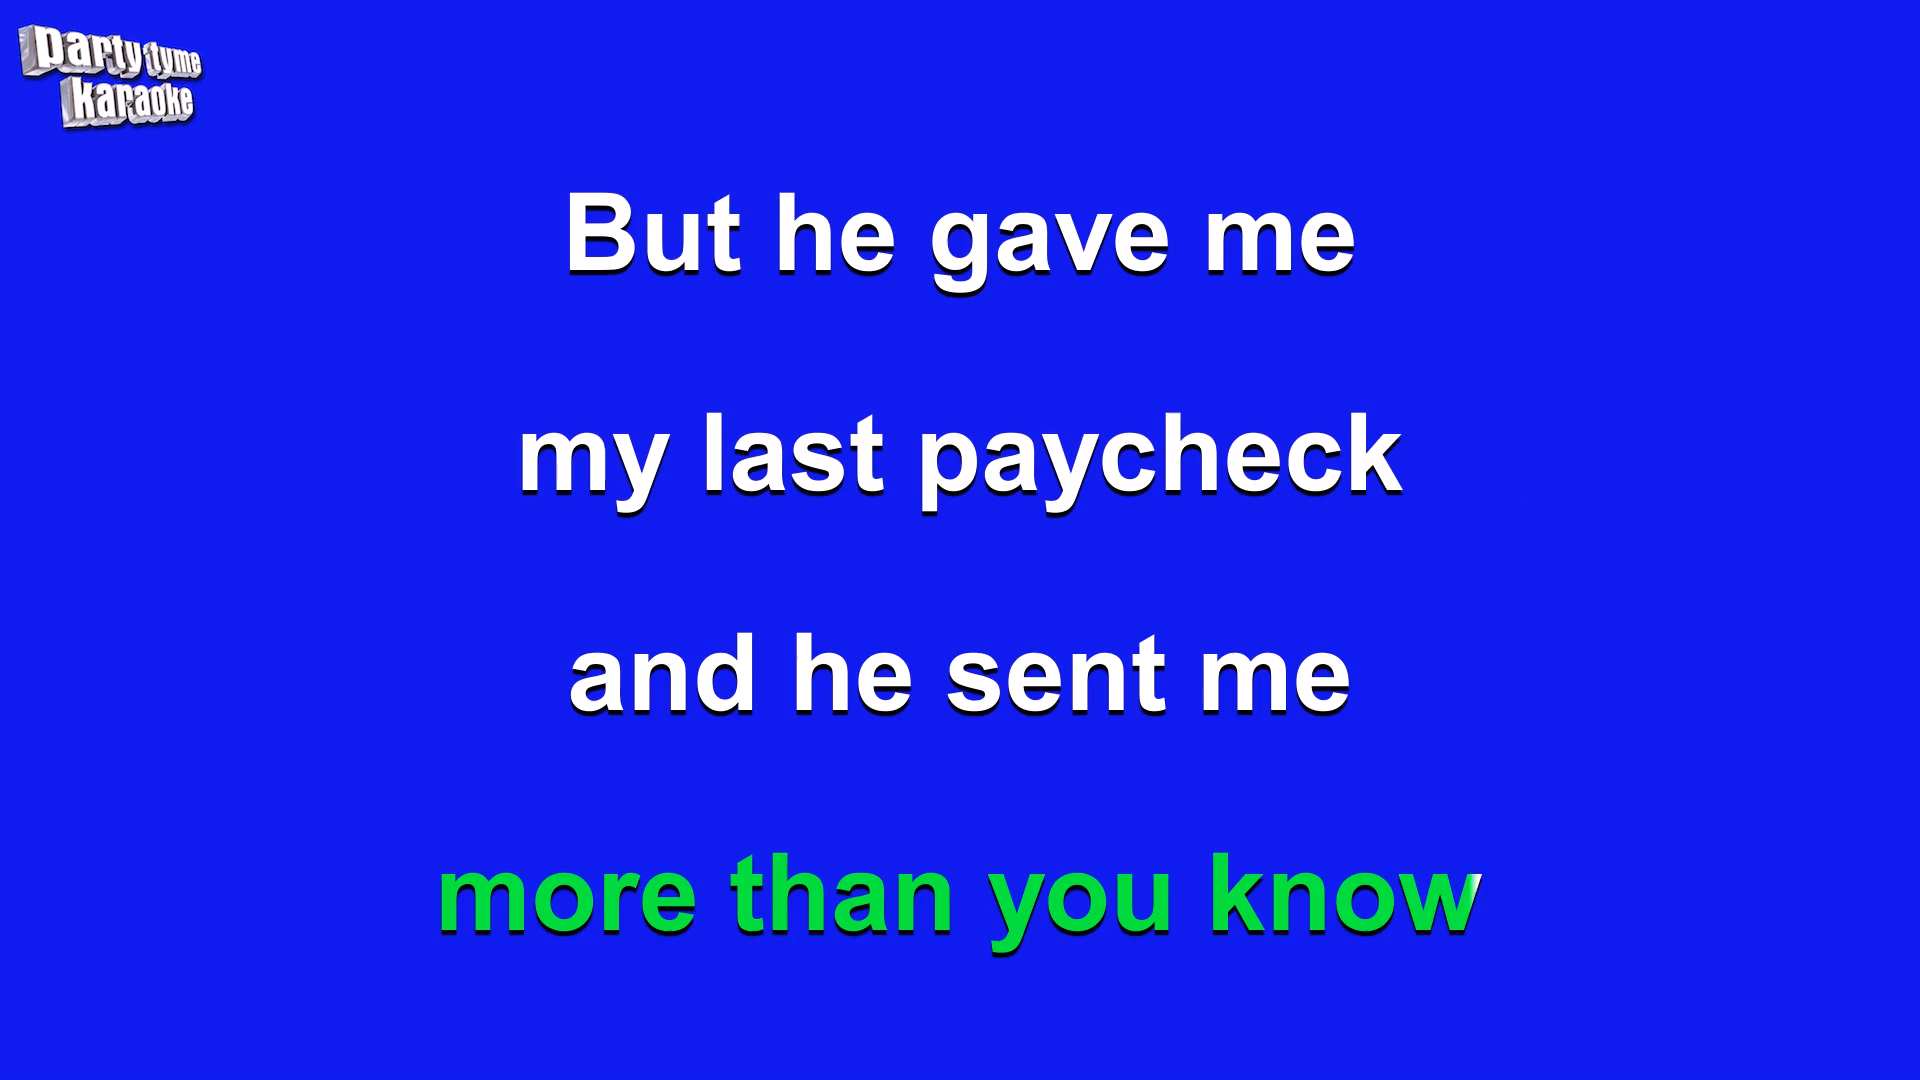 party tyme
karaoke
But he gave me
my last paycheck
and he sent me
more than you know